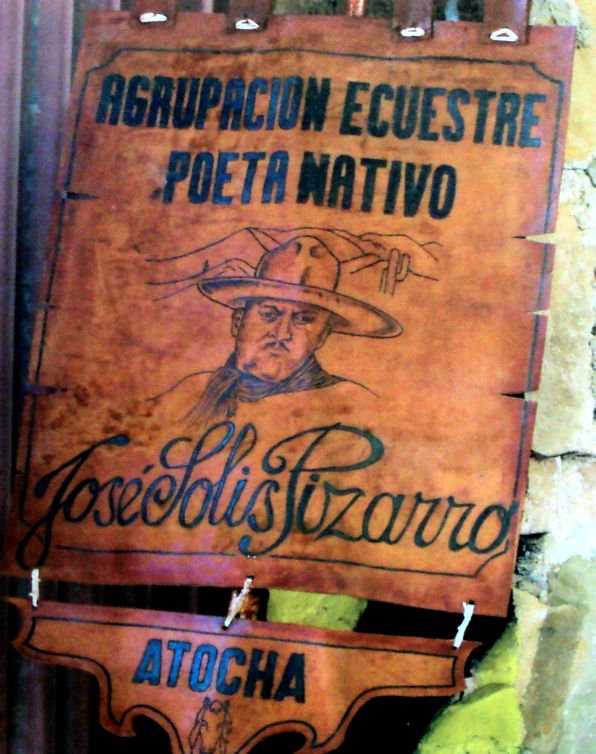 AGRUPACION ECUESTRE
POETA NATIVO
José Solis Pizarro
ATOCHA